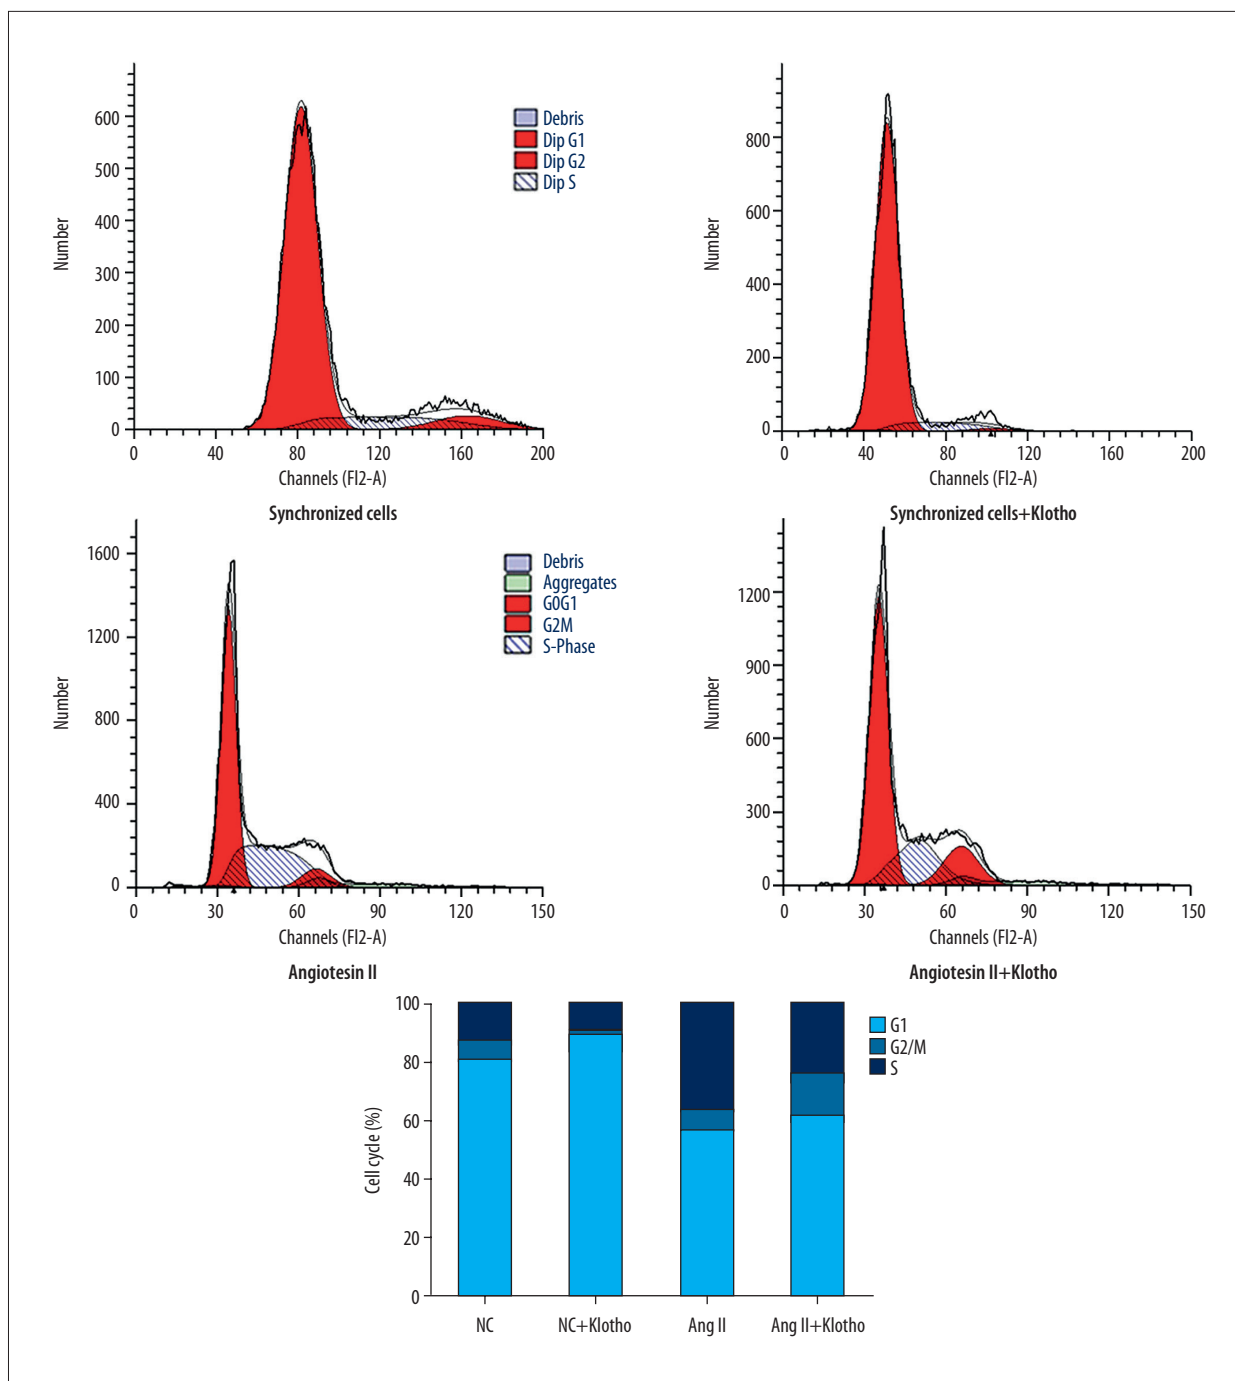 600
500
400
300
200
100
0
Number
0
40
80
120
160
200
Channels (FI2-A)
Synchronized cells
Debris
Dip G1
Dip G2
Dip S
800
600
400
200
0
Number
0
40
80
120
160
200
Channels (FI2-A)
Synchronized cells+Klotho
1600
1200
800
400
0
Number
0
30
60
90
120
150
Channels (FI2-A)
Angiotesin II
Debris
Aggregates
G0G1
G2M
S-Phase
1200
900
600
300
0
Number
0
30
60
90
120
150
Channels (FI2-A)
Angiotesin II+Klotho
100
80
60
40
20
0
Cell cycle (%)
NC
NC+Klotho
Ang II
Ang II+Klotho
G1
G2/M
S